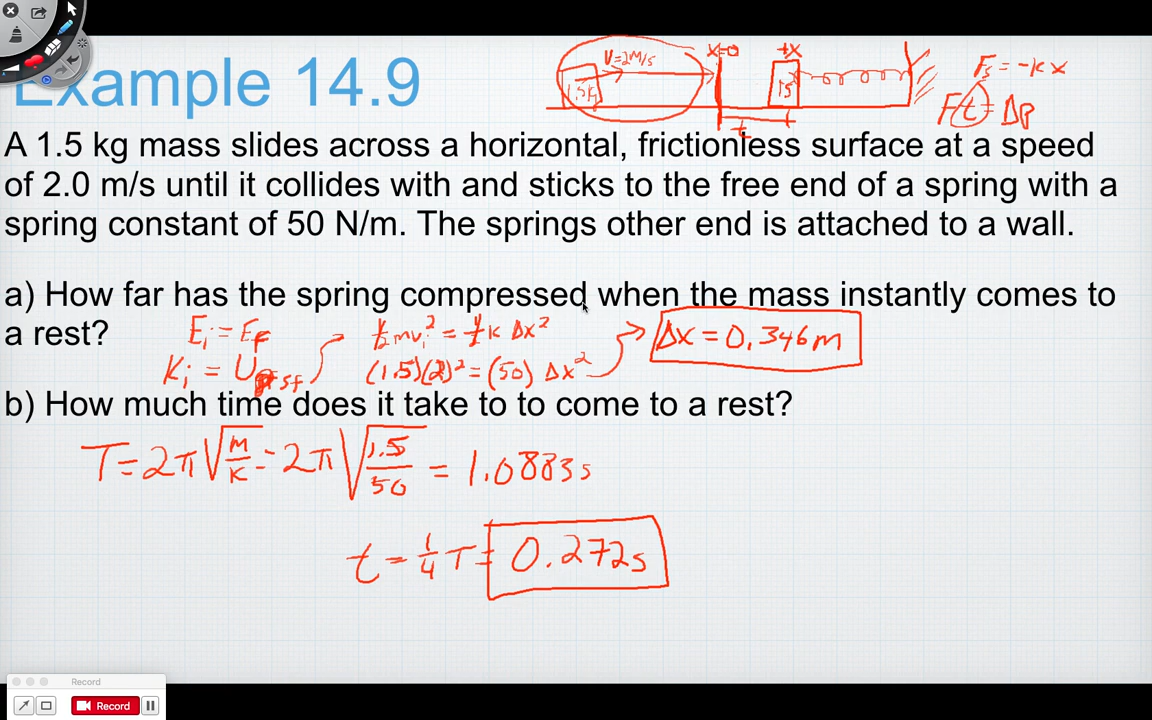 Example 14.9
V=2m/s
x=0
+x
1.5
Fs = -kx
F(t) = Δp
t
A 1.5 kg mass slides across a horizontal, frictionless surface at a speed
of 2.0 m/s until it collides with and sticks to the free end of a spring with a
spring constant of 50 N/m. The springs other end is attached to a wall.
a) How far has the spring compressed when the mass instantly comes to
a rest?
Ei = EF
½mvi² = ½k Δx²
Δx = 0.346m
Ki = Usf
(1.5)(2)² = (50) Δx²
b) How much time does it take to to come to a rest?
T = 2π√(m/k) = 2π√(1.5/50) = 1.0883s
t = ¼T = 0.272s
Record
Record